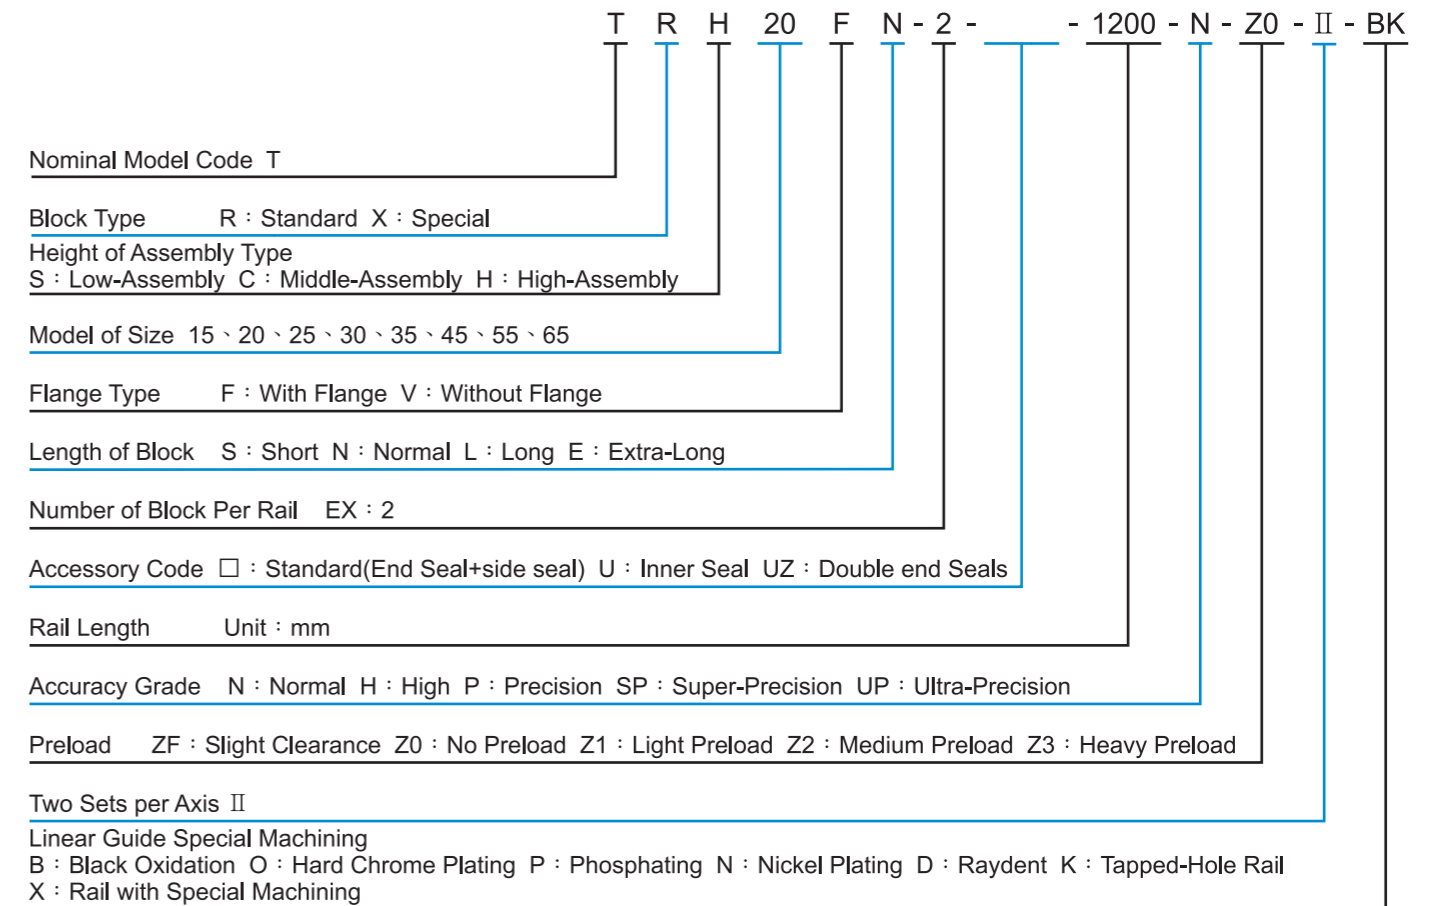 T R H 20 F N - 2 - - 1200 - N - Z0 - Ⅱ - BK
Nominal Model Code T
Block Type R：Standard X：Special
Height of Assembly Type
S：Low-Assembly C：Middle-Assembly H：High-Assembly
Model of Size 15、20、25、30、35、45、55、65
Flange Type F：With Flange V：Without Flange
Length of Block S：Short N：Normal L：Long E：Extra-Long
Number of Block Per Rail EX：2
Accessory Code □：Standard(End Seal+side seal) U：Inner Seal UZ：Double end Seals
Rail Length Unit：mm
Accuracy Grade N：Normal H：High P：Precision SP：Super-Precision UP：Ultra-Precision
Preload ZF：Slight Clearance Z0：No Preload Z1：Light Preload Z2：Medium Preload Z3：Heavy Preload
Two Sets per Axis Ⅱ
Linear Guide Special Machining
B：Black Oxidation O：Hard Chrome Plating P：Phosphating N：Nickel Plating D：Raydent K：Tapped-Hole Rail
X：Rail with Special Machining